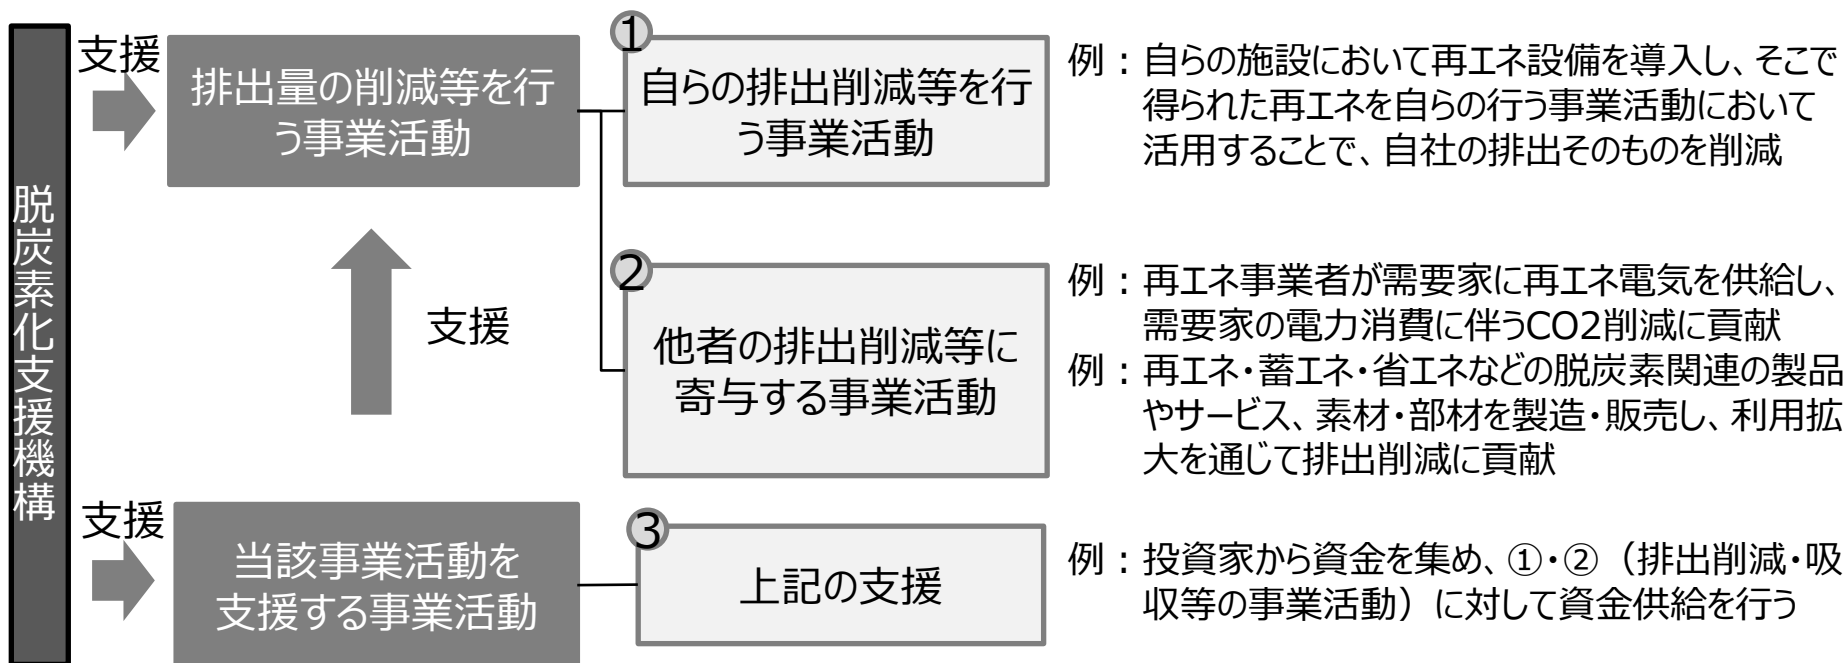 脱炭素化支援機構
支援
排出量の削減等を行
う事業活動
①
自らの排出削減等を行
う事業活動
例：自らの施設において再エネ設備を導入し、そこで
得られた再エネを自らの行う事業活動において
活用することで、自社の排出そのものを削減
支援
②
他者の排出削減等に
寄与する事業活動
例：再エネ事業者が需要家に再エネ電気を供給し、
需要家の電力消費に伴うCO2削減に貢献
例：再エネ・蓄エネ・省エネなどの脱炭素関連の製品
やサービス、素材・部材を製造・販売し、利用拡
大を通じて排出削減に貢献
支援
当該事業活動を
支援する事業活動
③
上記の支援
例：投資家から資金を集め、①・②（排出削減・吸
収等の事業活動）に対して資金供給を行う